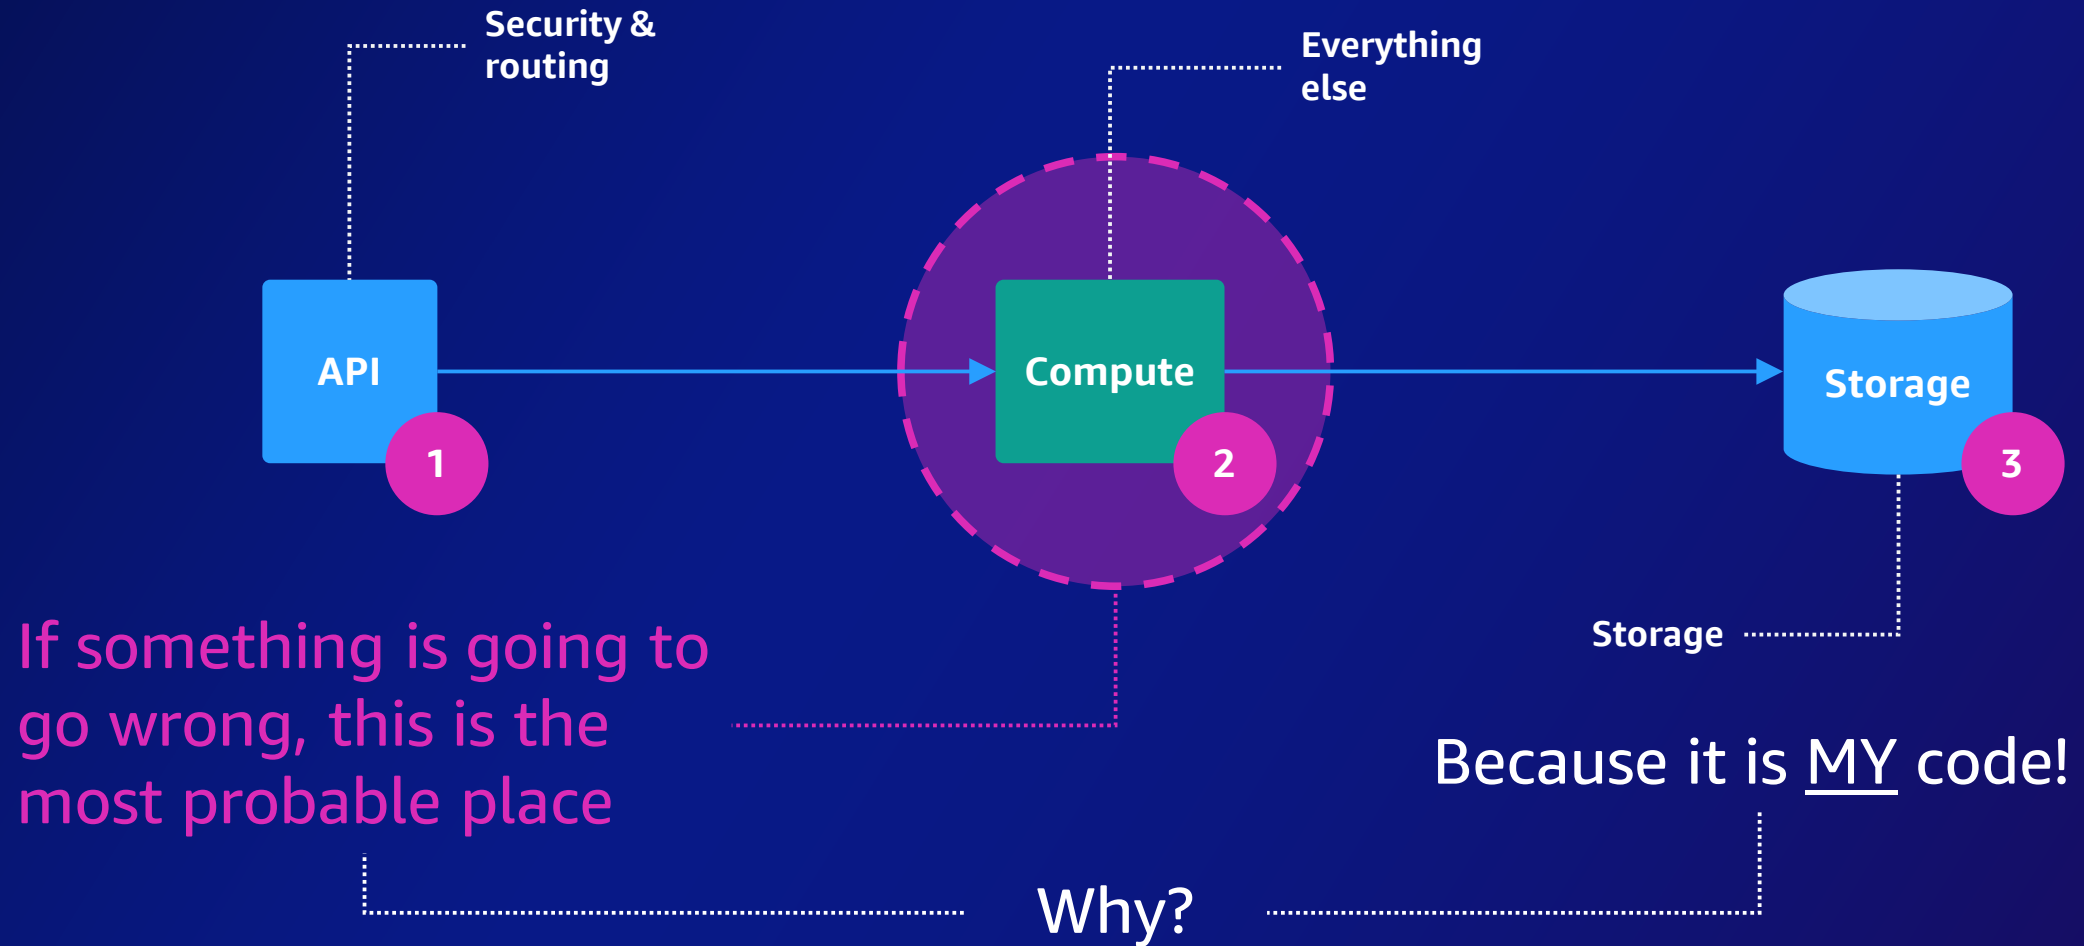 Security &
routing
Everything
else
API
1
Compute
2
Storage
3
Storage
If something is going to
go wrong, this is the
most probable place
Because it is MY code!
Why?